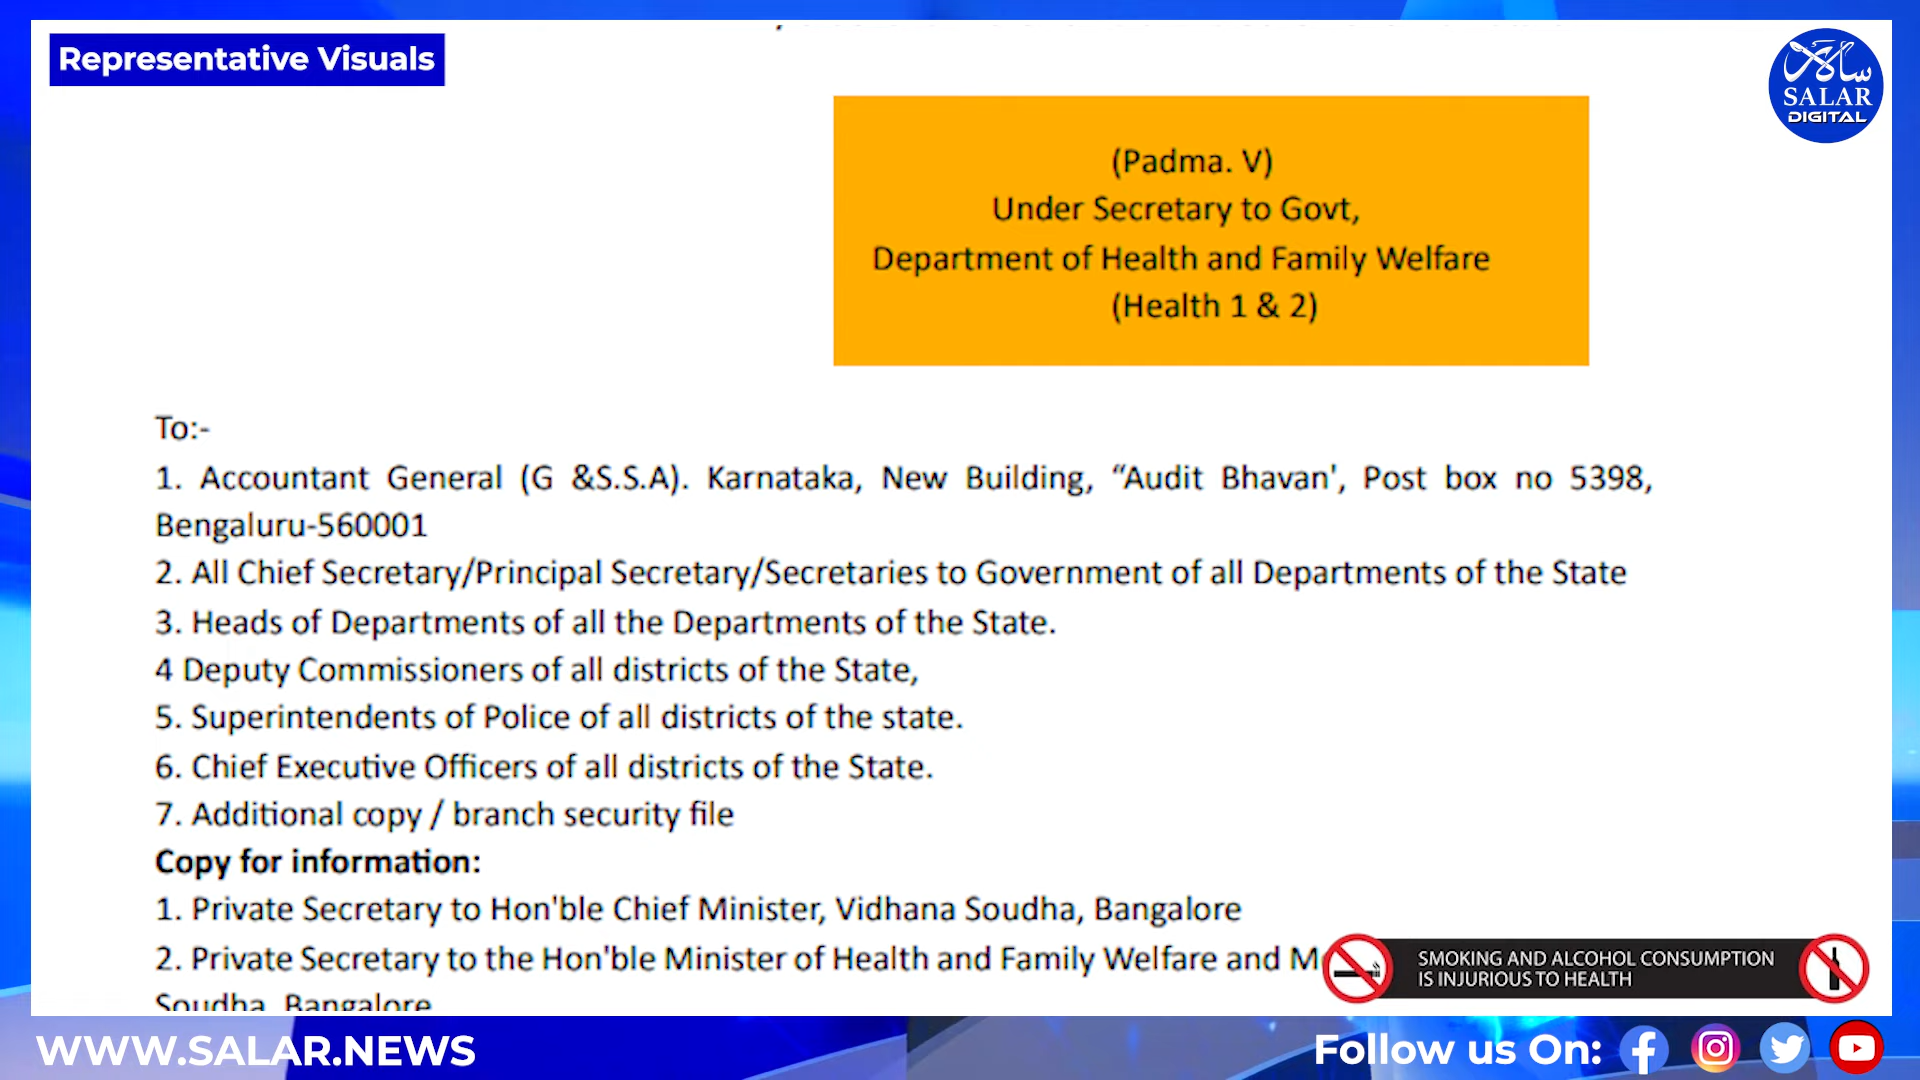 Representative Visuals
سالار
SALAR
DIGITAL
(Padma. V)
Under Secretary to Govt,
Department of Health and Family Welfare
(Health 1 & 2)
To:-
1. Accountant General (G &S.S.A). Karnataka, New Building, “Audit Bhavan', Post box no 5398,
Bengaluru-560001
2. All Chief Secretary/Principal Secretary/Secretaries to Government of all Departments of the State
3. Heads of Departments of all the Departments of the State.
4 Deputy Commissioners of all districts of the State,
5. Superintendents of Police of all districts of the state.
6. Chief Executive Officers of all districts of the State.
7. Additional copy / branch security file
Copy for information:
1. Private Secretary to Hon'ble Chief Minister, Vidhana Soudha, Bangalore
2. Private Secretary to the Hon'ble Minister of Health and Family Welfare and
Soudha, Bangalore
SMOKING AND ALCOHOL CONSUMPTION
IS INJURIOUS TO HEALTH
WWW.SALAR.NEWS
Follow us On: